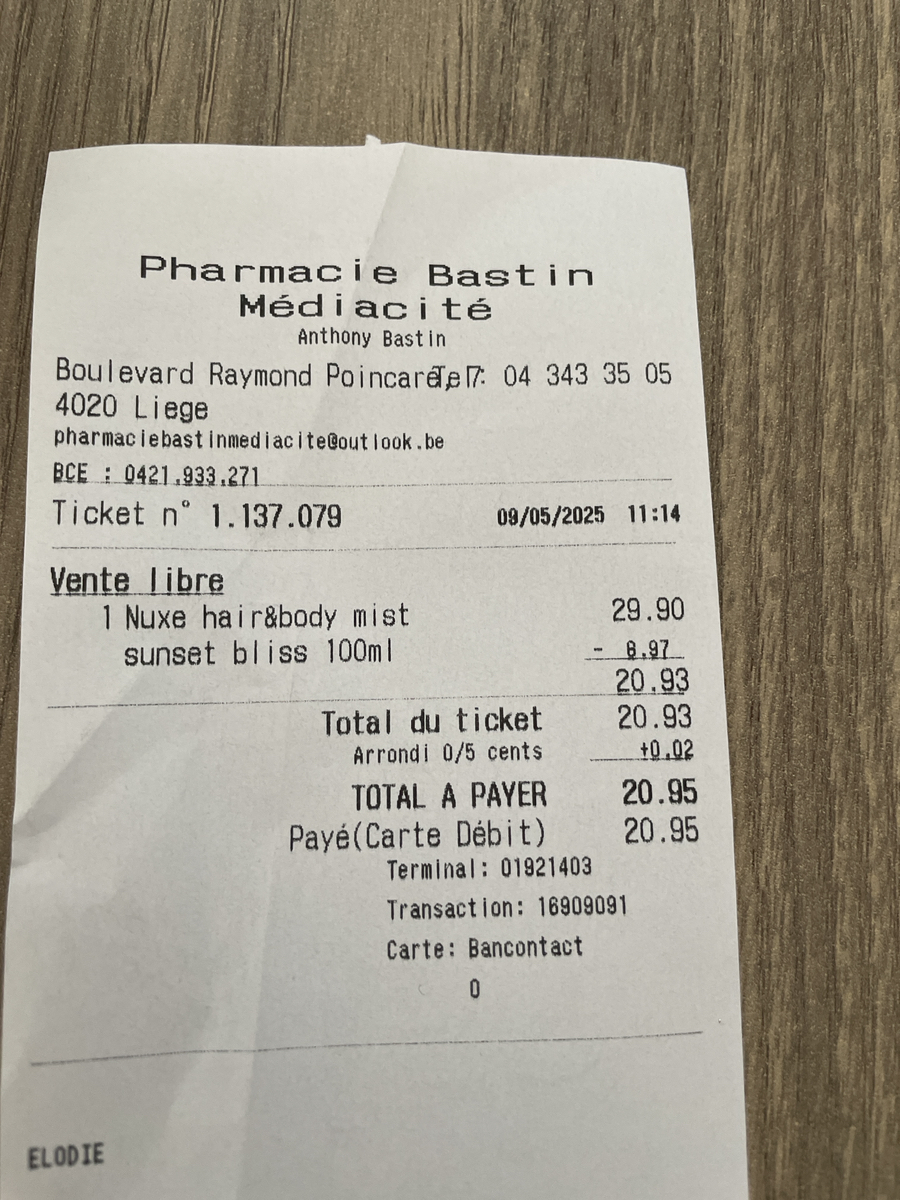 Pharmacie Bastin
Médiacité
Anthony Bastin
Boulevard Raymond Poincaré, 7 Tel: 04 343 35 05
4020 Liege
pharmaciebastinmediacite@outlook.be
BCE : 0421.933.271
Ticket n° 1.137.079 09/05/2025 11:14
Vente libre
1 Nuxe hair&body mist 29.90
sunset bliss 100ml - 8.97
20.93
Total du ticket 20.93
Arrondi 0/5 cents +0.02
TOTAL A PAYER 20.95
Payé(Carte Débit) 20.95
Terminal: 01921403
Transaction: 16909091
Carte: Bancontact
0
ELODIE